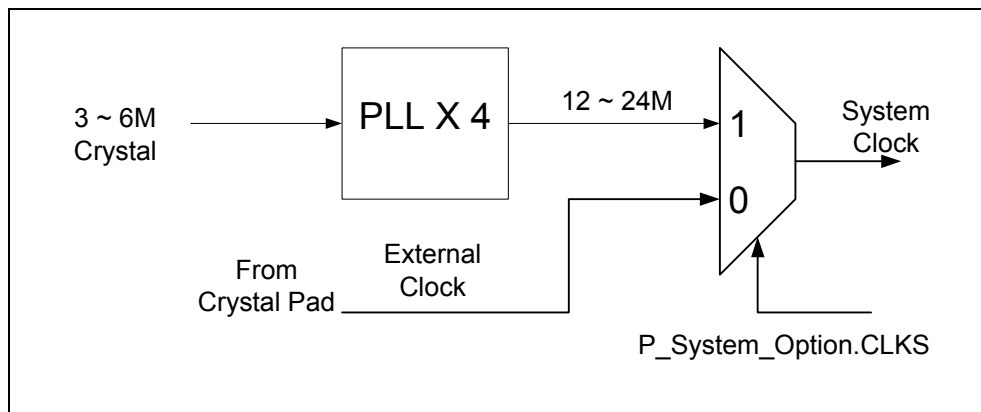 3 ~ 6M
Crystal
PLL X 4
12 ~ 24M
1
0
System
Clock
From
Crystal Pad
External
Clock
P_System_Option.CLKS